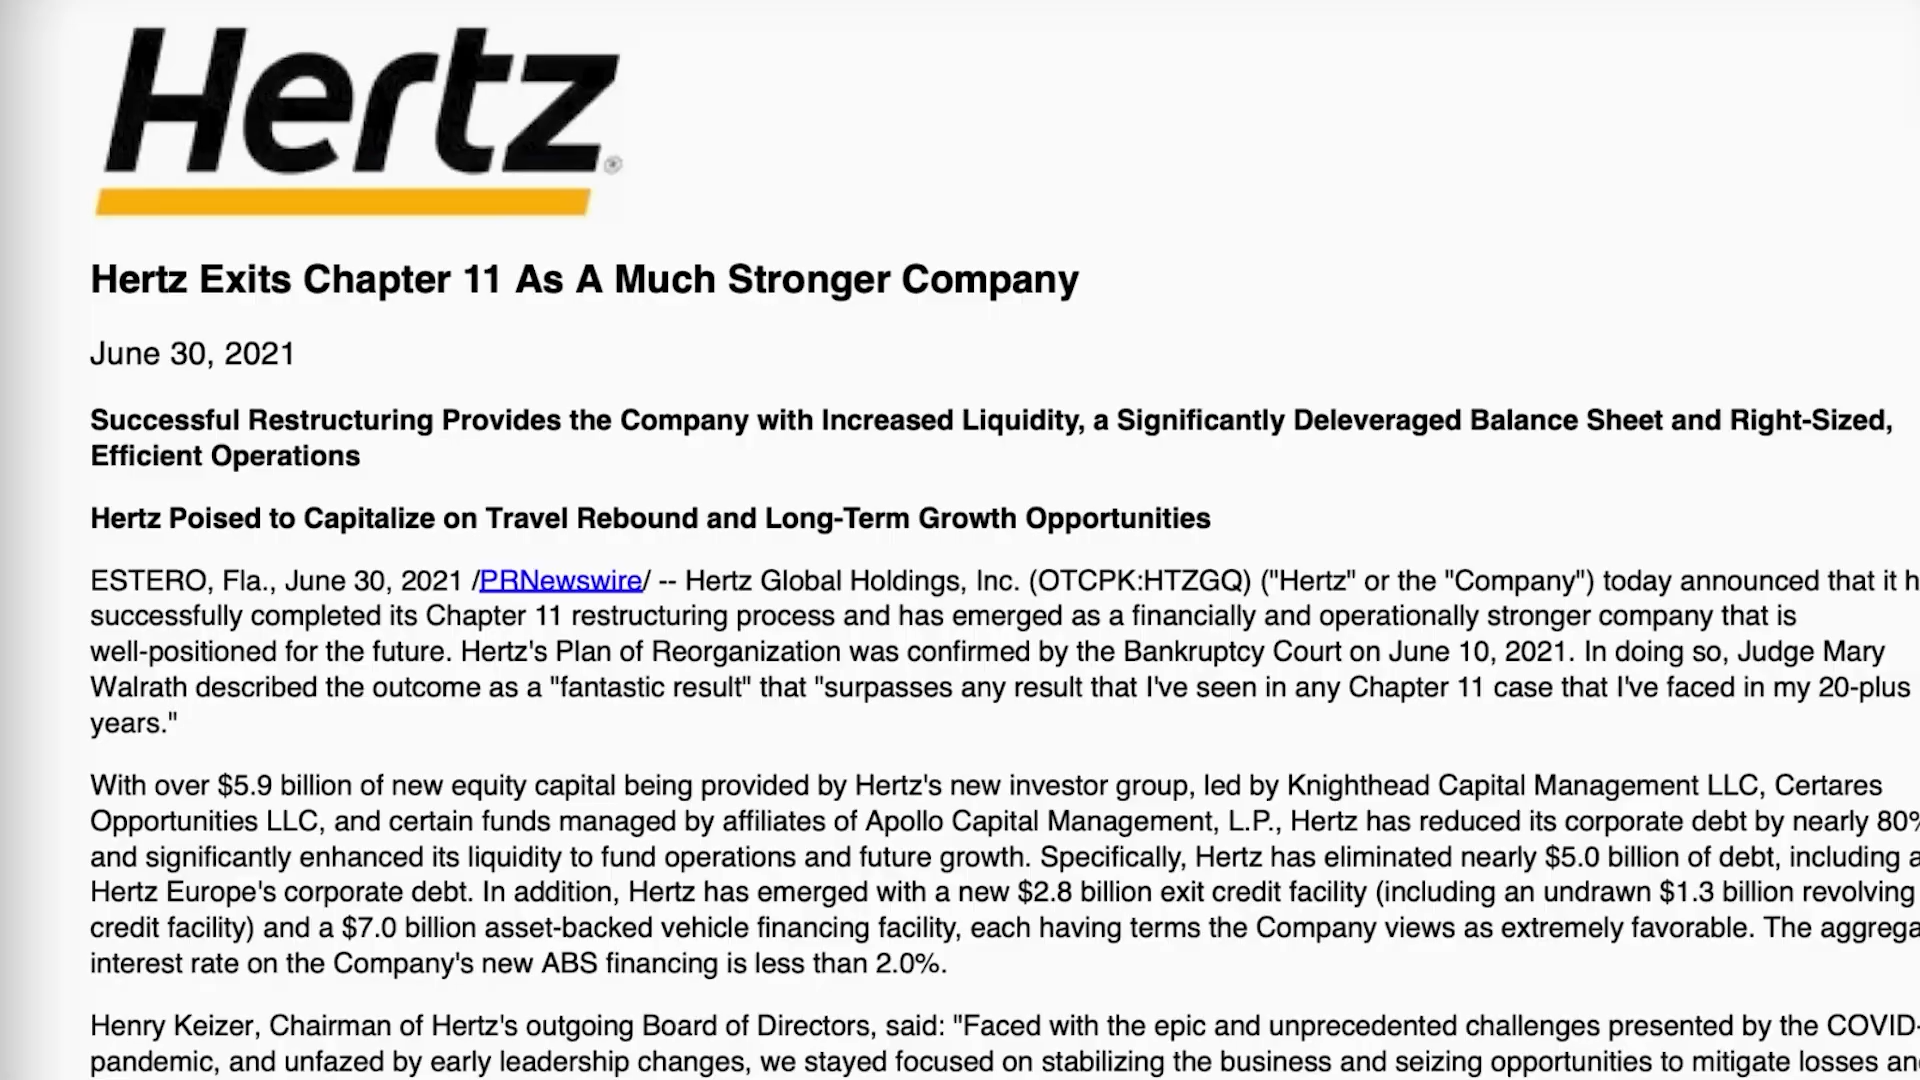 Hertz®
Hertz Exits Chapter 11 As A Much Stronger Company
June 30, 2021
Successful Restructuring Provides the Company with Increased Liquidity, a Significantly Deleveraged Balance Sheet and Right-Sized,
Efficient Operations
Hertz Poised to Capitalize on Travel Rebound and Long-Term Growth Opportunities
ESTERO, Fla., June 30, 2021 /PRNewswire/ -- Hertz Global Holdings, Inc. (OTCPK:HTZGQ) ("Hertz" or the "Company") today announced that it
successfully completed its Chapter 11 restructuring process and has emerged as a financially and operationally stronger company that is
well-positioned for the future. Hertz's Plan of Reorganization was confirmed by the Bankruptcy Court on June 10, 2021. In doing so, Judge Mary
Walrath described the outcome as a "fantastic result" that "surpasses any result that I've seen in any Chapter 11 case that I've faced in my 20-plus
years."
With over $5.9 billion of new equity capital being provided by Hertz's new investor group, led by Knighthead Capital Management LLC, Certares
Opportunities LLC, and certain funds managed by affiliates of Apollo Capital Management, L.P., Hertz has reduced its corporate debt by nearly 80%
and significantly enhanced its liquidity to fund operations and future growth. Specifically, Hertz has eliminated nearly $5.0 billion of debt, including
Hertz Europe's corporate debt. In addition, Hertz has emerged with a new $2.8 billion exit credit facility (including an undrawn $1.3 billion revolving
credit facility) and a $7.0 billion asset-backed vehicle financing facility, each having terms the Company views as extremely favorable. The
interest rate on the Company's new ABS financing is less than 2.0%.
Henry Keizer, Chairman of Hertz's outgoing Board of Directors, said: "Faced with the epic and unprecedented challenges presented by the COVID-
pandemic, and unfazed by early leadership changes, we stayed focused on stabilizing the business and seizing opportunities to mitigate losses